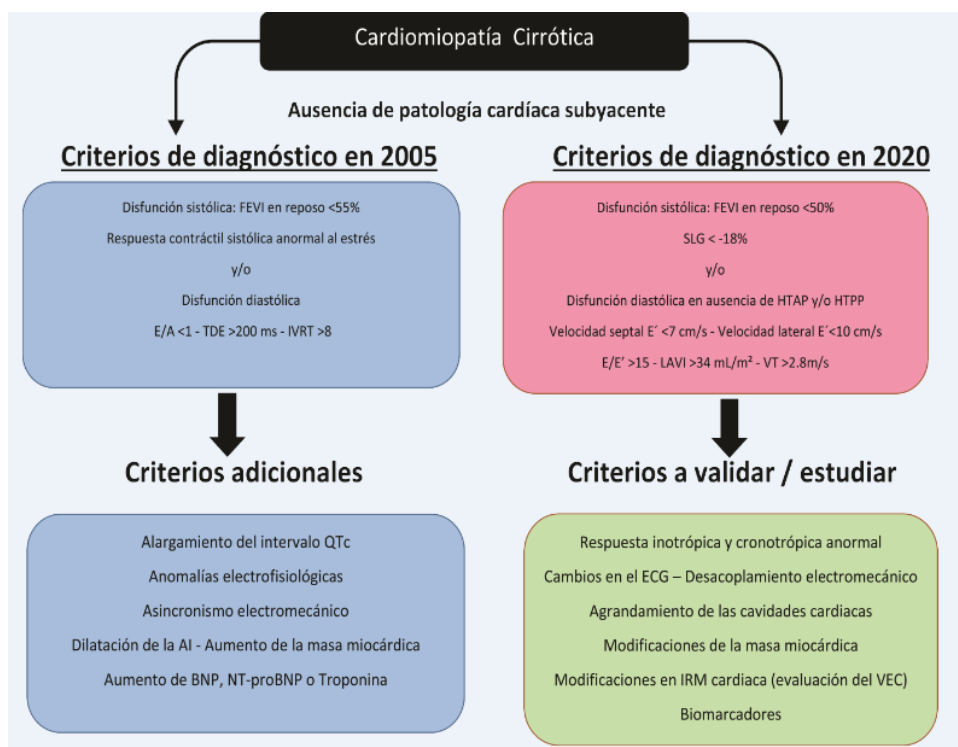 Cardiomiopatía Cirrótica
Ausencia de patología cardíaca subyacente
Criterios de diagnóstico en 2005
Disfunción sistólica: FEVI en reposo <55%
Respuesta contráctil sistólica anormal al estrés
y/o
Disfunción diastólica
E/A <1 - TDE >200 ms - IVRT >8
Criterios adicionales
Alargamiento del intervalo QTc
Anomalías electrofisiológicas
Asincronismo electromecánico
Dilatación de la AI - Aumento de la masa miocárdica
Aumento de BNP, NT-proBNP o Troponina
Criterios de diagnóstico en 2020
Disfunción sistólica: FEVI en reposo <50%
SLG < -18%
y/o
Disfunción diastólica en ausencia de HTAP y/o HTPP
Velocidad septal E´ <7 cm/s - Velocidad lateral E´<10 cm/s
E/E’ >15 - LAVI >34 mL/m² - VT >2.8m/s
Criterios a validar / estudiar
Respuesta inotrópica y cronotrópica anormal
Cambios en el ECG – Desacoplamiento electromecánico
Agrandamiento de las cavidades cardiacas
Modificaciones de la masa miocárdica
Modificaciones en IRM cardiaca (evaluación del VEC)
Biomarcadores